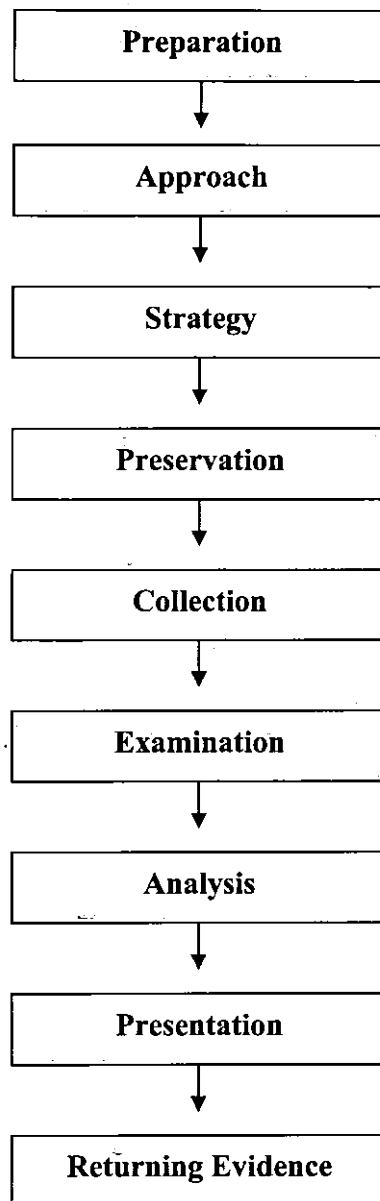 Preparation
Approach
Strategy
Preservation
Collection
Examination
Analysis
Presentation
Returning Evidence